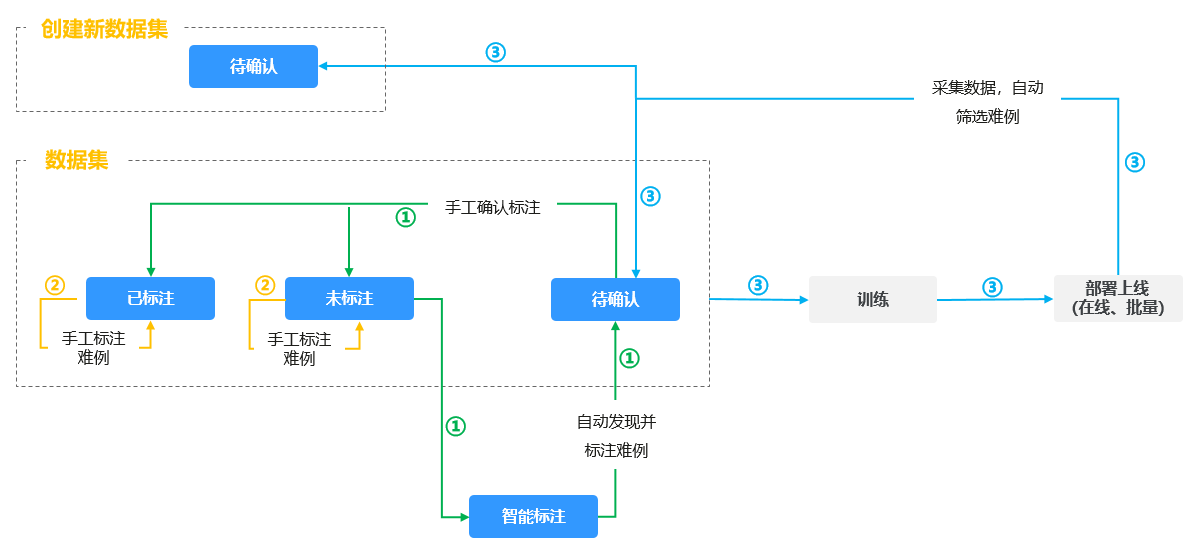 创建新数据集
待确认
③
采集数据，自动
筛选难例
③
数据集
③
手工确认标注
①
②
已标注
手工标注
难例
②
未标注
手工标注
难例
待确认
③
训练
③
部署上线
(在线、批量)
①
自动发现并
标注难例
①
智能标注